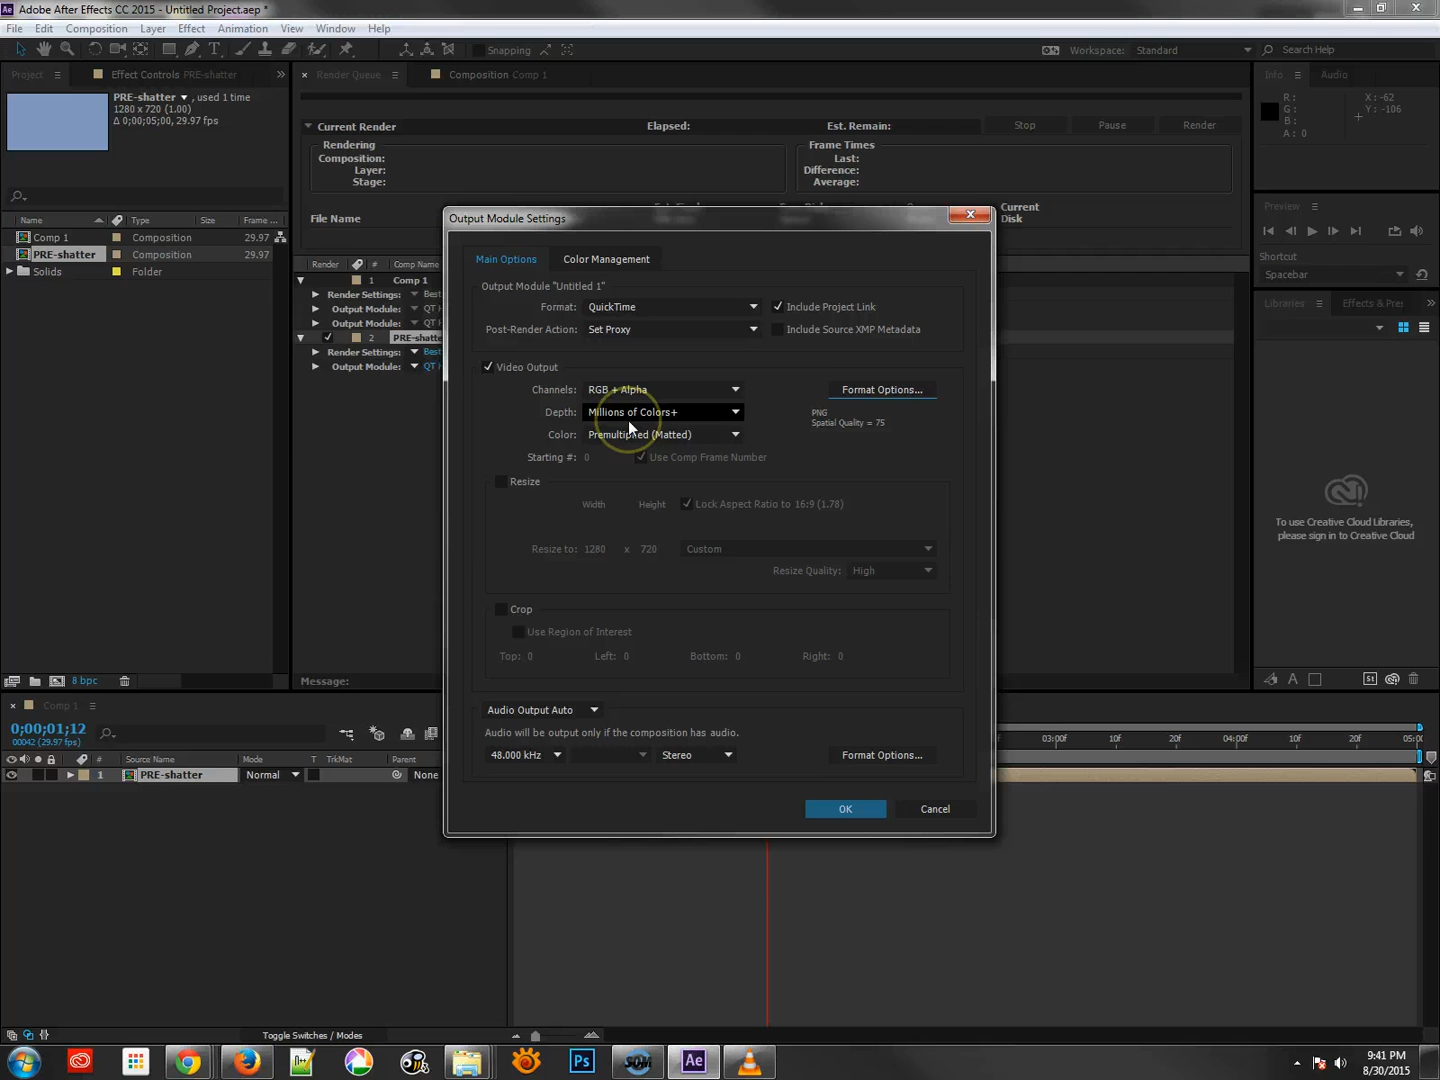 Adobe After Effects CC 2015 - Untitled Project.aep *
File Edit Composition Layer Effect Animation View Window Help
Snapping
Workspace: Standard
Search Help
Project
Effect Controls PRE-shatter
Render Queue
Composition Comp 1
Info
Audio
PRE-shatter , used 1 time
1280 x 720 (1.00)
Δ 0;00;05;00, 29.97 fps
R :
G :
B :
A : 0
X : -62
Y : -106
Current Render
Elapsed:
Est. Remain:
Stop
Pause
Render
Rendering
Composition:
Layer:
Stage:
Frame Times
Last:
Difference:
Average:
File Name
Current
Disk
Preview
Shortcut
Spacebar
Libraries
Effects & Pre
To use Creative Cloud Libraries,
please sign in to Creative Cloud
Name Type Size Frame ...
Comp 1 Composition 29.97
PRE-shatter Composition 29.97
Solids Folder
Render # Comp Name
1 Comp 1
Render Settings: Best
Output Module: QT H
Output Module: QT H
2 PRE-shatte
Render Settings: Best
Output Module: QT H
Output Module Settings
Main Options
Color Management
Output Module "Untitled 1"
Format: QuickTime
Include Project Link
Post-Render Action: Set Proxy
Include Source XMP Metadata
Video Output
Channels: RGB + Alpha
Format Options...
Depth: Millions of Colors+
PNG
Spatial Quality = 75
Color: Premultiplied (Matted)
Starting #: 0
Use Comp Frame Number
Resize
Width Height
Lock Aspect Ratio to 16:9 (1.78)
Resize to: 1280 x 720 Custom
Resize Quality: High
Crop
Use Region of Interest
Top: 0 Left: 0 Bottom: 0 Right: 0
Audio Output Auto
Audio will be output only if the composition has audio.
48.000 kHz
Stereo
Format Options...
OK
Cancel
8 bpc
Message:
Comp 1
0;00;01;12
00042 (29.97 fps)
# Source Name Mode T TrkMat Parent
1 PRE-shatter Normal None
03:00f 10f 20f 04:00f 10f 20f 05:0
Toggle Switches / Modes
9:41 PM
8/30/2015